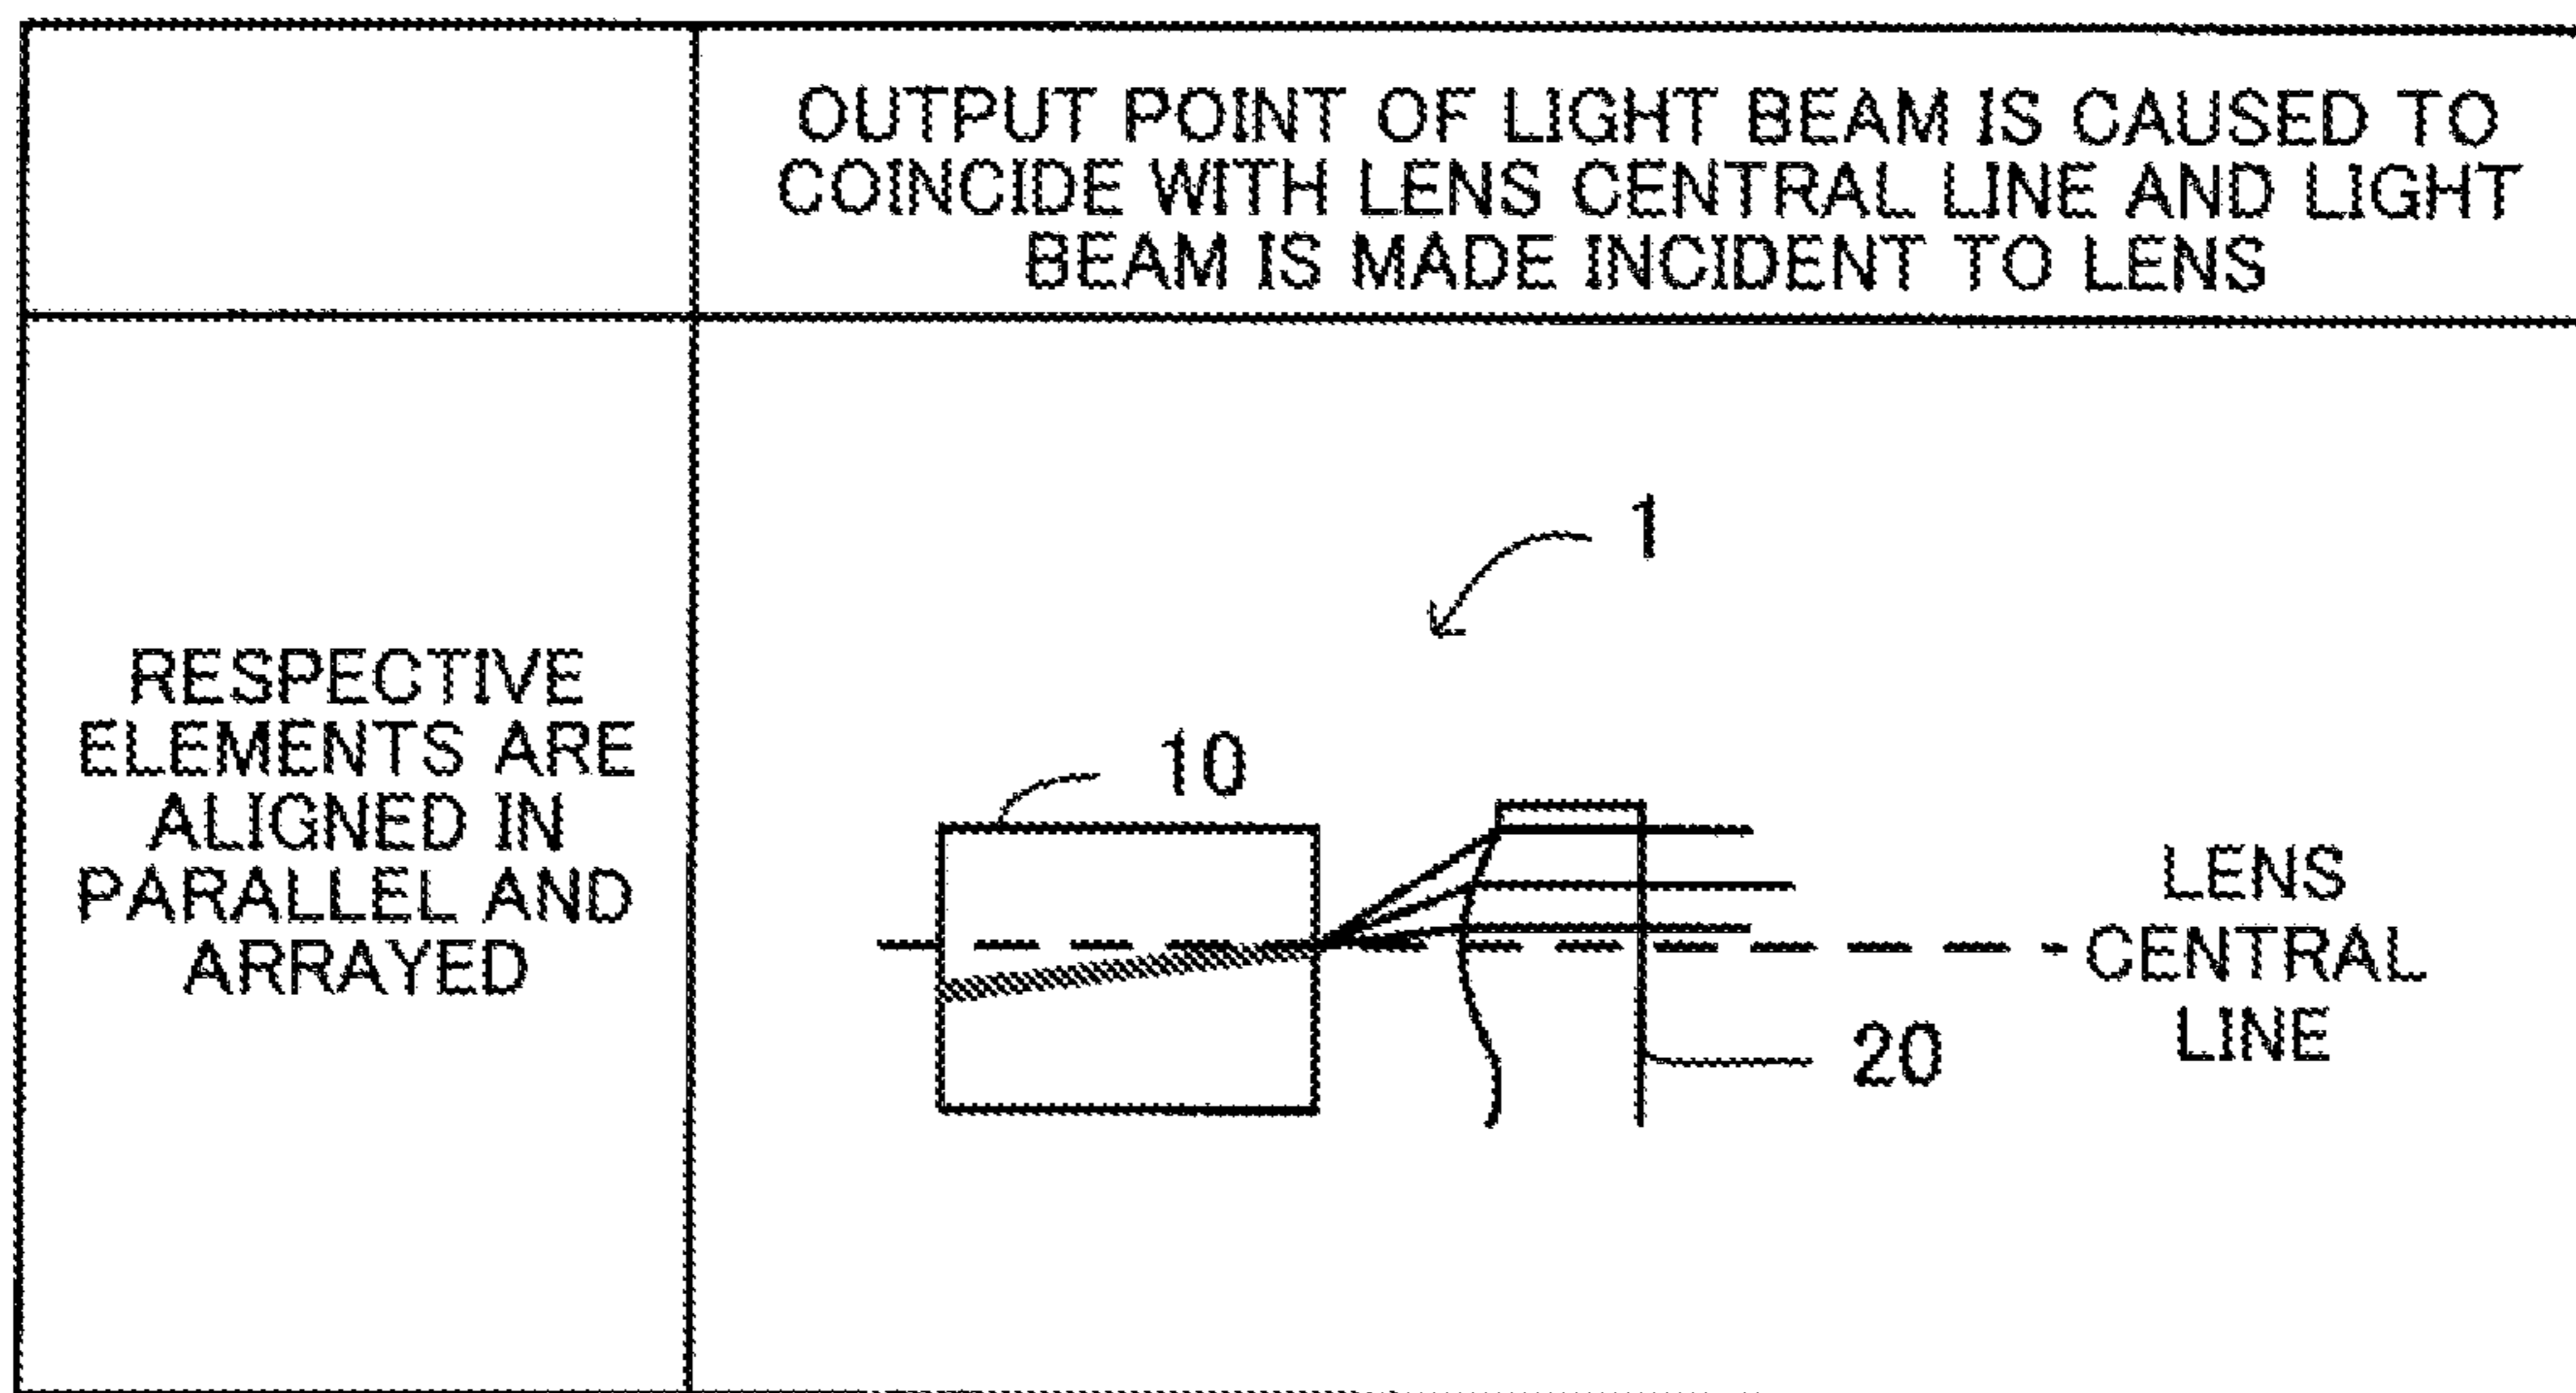 OUTPUT POINT OF LIGHT BEAM IS CAUSED TO
COINCIDE WITH LENS CENTRAL LINE AND LIGHT
BEAM IS MADE INCIDENT TO LENS
RESPECTIVE
ELEMENTS ARE
ALIGNED IN
PARALLEL AND
ARRAYED
1
10
LENS
CENTRAL
LINE
20